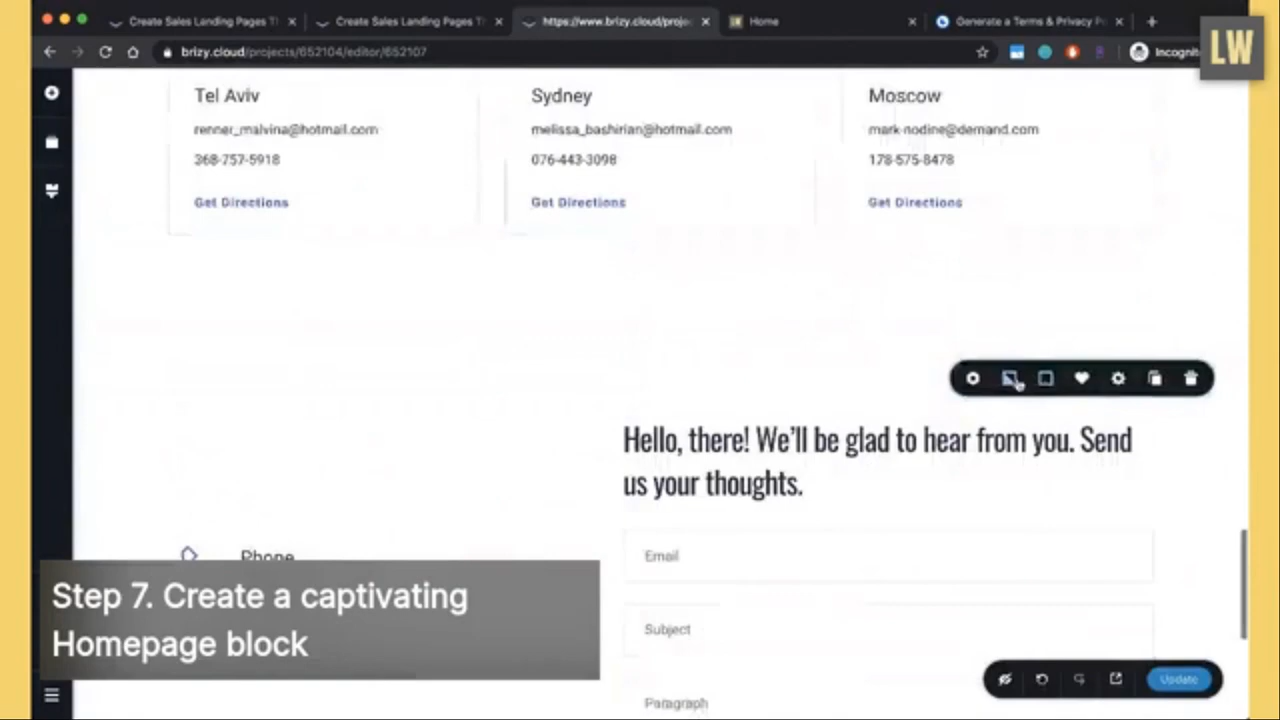 Create Sales Landing Pages T
Create Sales Landing Pages T
https://www.brizy.cloud/proje
Home
Generate a Terms & Privacy P
brizy.cloud/projects/652104/editor/652107
Incognit
LW
Tel Aviv
Sydney
Moscow
renner_malvina@hotmail.com
melissa_bashirian@hotmail.com
mark-nodine@demand.com
368-757-5918
076-443-3098
178-575-8478
Get Directions
Get Directions
Get Directions
Hello, there! We’ll be glad to hear from you. Send
us your thoughts.
Phone
Email
Step 7. Create a captivating
Homepage block
Subject
Update
Paragraph